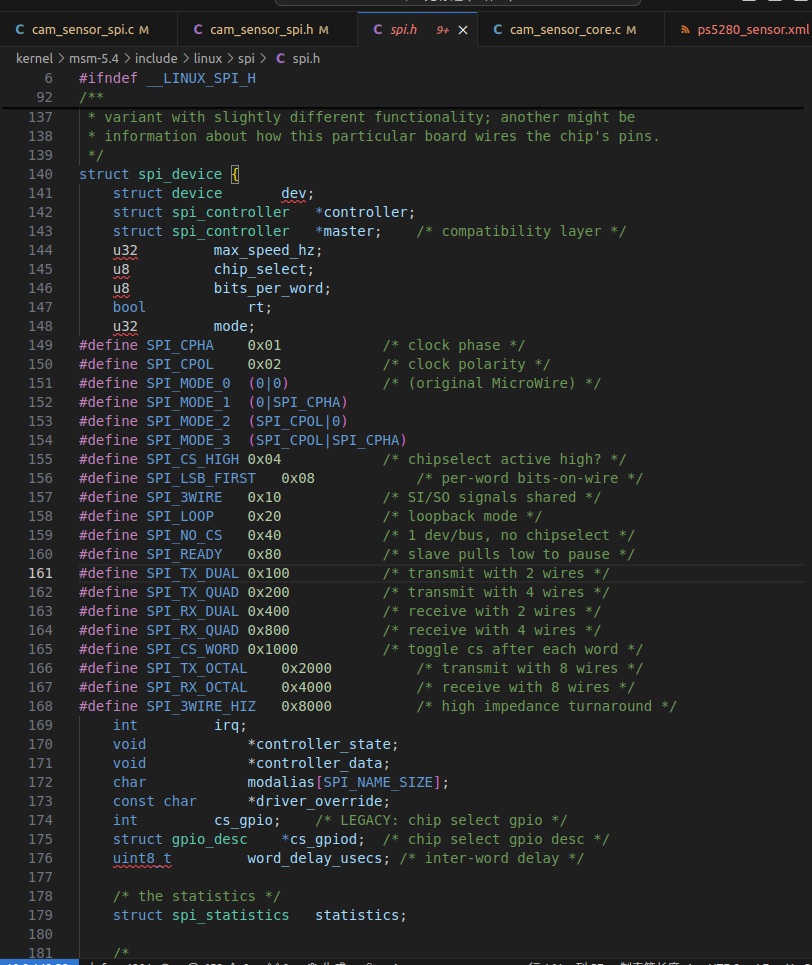 cam_sensor_spi.c M
cam_sensor_spi.h M
spi.h 9+
cam_sensor_core.c M
ps5280_sensor.xml
kernel > msm-5.4 > include > linux > spi > C spi.h
6 #ifndef __LINUX_SPI_H
92 /**
137 * variant with slightly different functionality; another might be
138 * information about how this particular board wires the chip's pins.
139 */
140 struct spi_device {
141 struct device dev;
142 struct spi_controller *controller;
143 struct spi_controller *master; /* compatibility layer */
144 u32 max_speed_hz;
145 u8 chip_select;
146 u8 bits_per_word;
147 bool rt;
148 u32 mode;
149 #define SPI_CPHA 0x01 /* clock phase */
150 #define SPI_CPOL 0x02 /* clock polarity */
151 #define SPI_MODE_0 (0|0) /* (original MicroWire) */
152 #define SPI_MODE_1 (0|SPI_CPHA)
153 #define SPI_MODE_2 (SPI_CPOL|0)
154 #define SPI_MODE_3 (SPI_CPOL|SPI_CPHA)
155 #define SPI_CS_HIGH 0x04 /* chipselect active high? */
156 #define SPI_LSB_FIRST 0x08 /* per-word bits-on-wire */
157 #define SPI_3WIRE 0x10 /* SI/SO signals shared */
158 #define SPI_LOOP 0x20 /* loopback mode */
159 #define SPI_NO_CS 0x40 /* 1 dev/bus, no chipselect */
160 #define SPI_READY 0x80 /* slave pulls low to pause */
161 #define SPI_TX_DUAL 0x100 /* transmit with 2 wires */
162 #define SPI_TX_QUAD 0x200 /* transmit with 4 wires */
163 #define SPI_RX_DUAL 0x400 /* receive with 2 wires */
164 #define SPI_RX_QUAD 0x800 /* receive with 4 wires */
165 #define SPI_CS_WORD 0x1000 /* toggle cs after each word */
166 #define SPI_TX_OCTAL 0x2000 /* transmit with 8 wires */
167 #define SPI_RX_OCTAL 0x4000 /* receive with 8 wires */
168 #define SPI_3WIRE_HIZ 0x8000 /* high impedance turnaround */
169 int irq;
170 void *controller_state;
171 void *controller_data;
172 char modalias[SPI_NAME_SIZE];
173 const char *driver_override;
174 int cs_gpio; /* LEGACY: chip select gpio */
175 struct gpio_desc *cs_gpiod; /* chip select gpio desc */
176 uint8_t word_delay_usecs; /* inter-word delay */
177
178 /* the statistics */
179 struct spi_statistics statistics;
180
181 /*